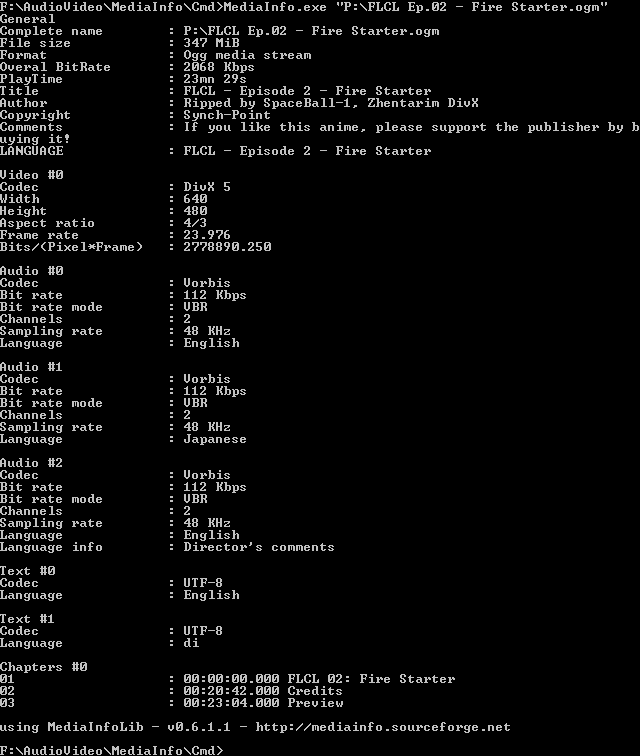 F:\AudioVideo\MediaInfo\Cmd>MediaInfo.exe "P:\FLCL Ep.02 - Fire Starter.ogm"
General
Complete name : P:\FLCL Ep.02 - Fire Starter.ogm
File size : 347 MiB
Format : Ogg media stream
Overal BitRate : 2068 Kbps
PlayTime : 23mn 29s
Title : FLCL - Episode 2 - Fire Starter
Author : Ripped by SpaceBall-1, Zhentarim DivX
Copyright : Synch-Point
Comments : If you like this anime, please support the publisher by b
uying it!
LANGUAGE : FLCL - Episode 2 - Fire Starter

Video #0
Codec : DivX 5
Width : 640
Height : 480
Aspect ratio : 4/3
Frame rate : 23.976
Bits/(Pixel*Frame) : 2778890.250

Audio #0
Codec : Vorbis
Bit rate : 112 Kbps
Bit rate mode : VBR
Channels : 2
Sampling rate : 48 KHz
Language : English

Audio #1
Codec : Vorbis
Bit rate : 112 Kbps
Bit rate mode : VBR
Channels : 2
Sampling rate : 48 KHz
Language : Japanese

Audio #2
Codec : Vorbis
Bit rate : 112 Kbps
Bit rate mode : VBR
Channels : 2
Sampling rate : 48 KHz
Language : English
Language info : Director's comments

Text #0
Codec : UTF-8
Language : English

Text #1
Codec : UTF-8
Language : di

Chapters #0
01 : 00:00:00.000 FLCL 02: Fire Starter
02 : 00:20:42.000 Credits
03 : 00:23:04.000 Preview

using MediaInfoLib - v0.6.1.1 - http://mediainfo.sourceforge.net

F:\AudioVideo\MediaInfo\Cmd>